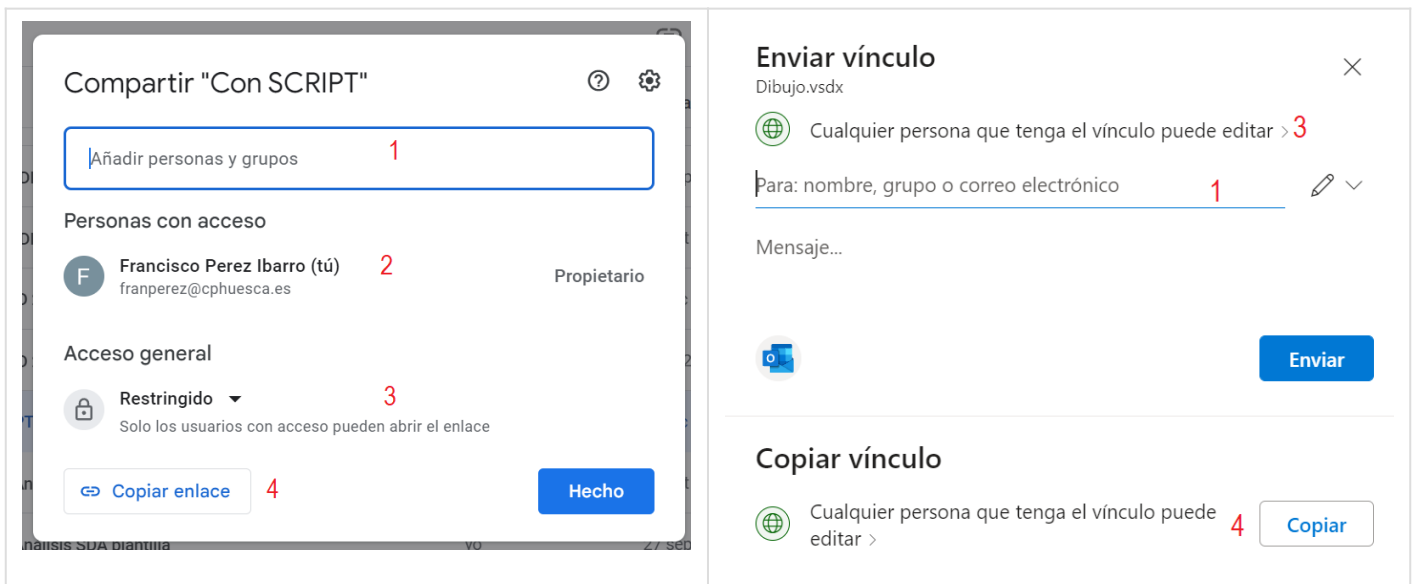 Compartir "Con SCRIPT"
Añadir personas y grupos 1
Personas con acceso
F
Francisco Perez Ibarro (tú) 2
franperez@cphuesca.es
Propietario
Acceso general
Restringido 3
Solo los usuarios con acceso pueden abrir el enlace
Copiar enlace 4
Hecho
plantilla
27 sep
Enviar vínculo
Dibujo.vsdx
Cualquier persona que tenga el vínculo puede editar > 3
Para: nombre, grupo o correo electrónico 1
Mensaje...
Enviar
Copiar vínculo
Cualquier persona que tenga el vínculo puede
editar > 4
Copiar